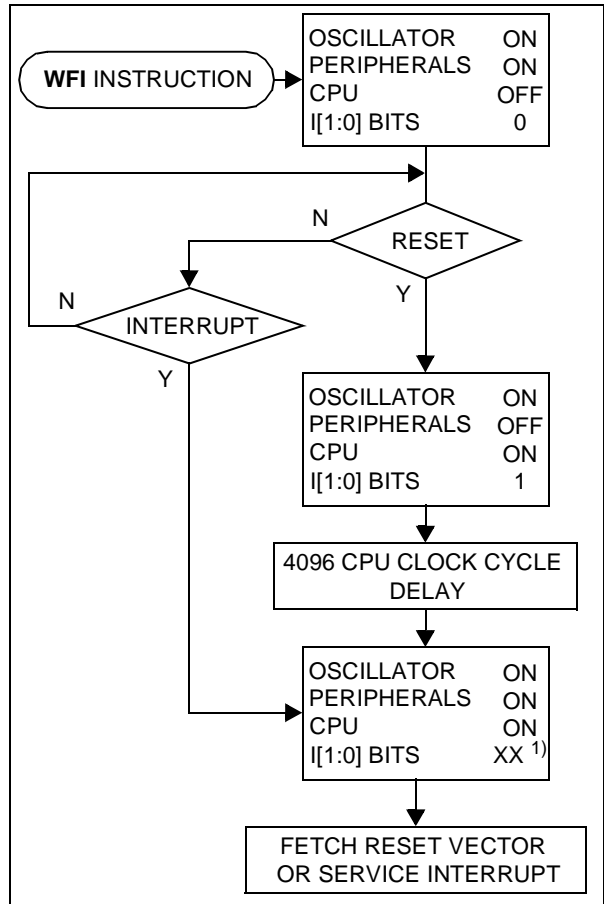 WFI INSTRUCTION
OSCILLATOR ON
PERIPHERALS ON
CPU OFF
I[1:0] BITS 0
N
RESET
Y
N
INTERRUPT
Y
OSCILLATOR ON
PERIPHERALS OFF
CPU ON
I[1:0] BITS 1
4096 CPU CLOCK CYCLE
DELAY
OSCILLATOR ON
PERIPHERALS ON
CPU ON
I[1:0] BITS XX 1)
FETCH RESET VECTOR
OR SERVICE INTERRUPT